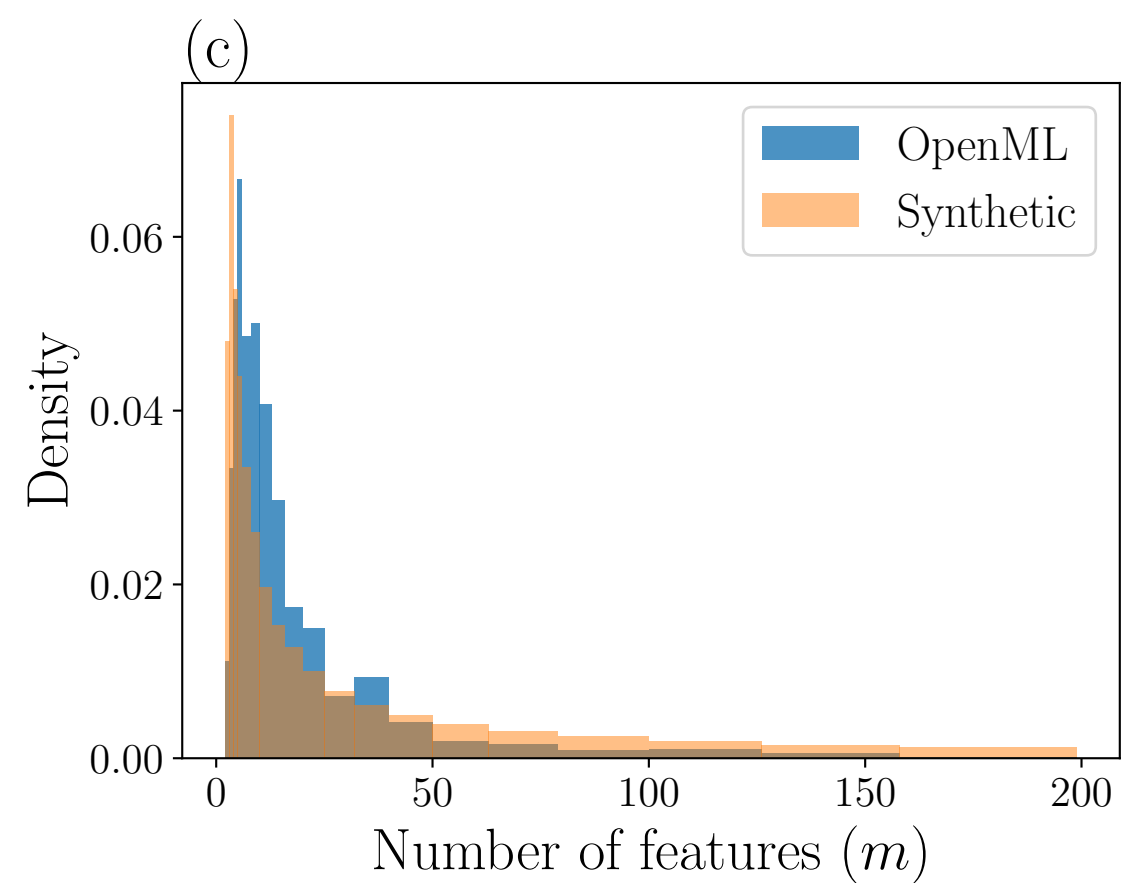 (c)
OpenML
Synthetic
0.06
0.04
0.02
0.00
Density
0 50 100 150 200
Number of features (m)